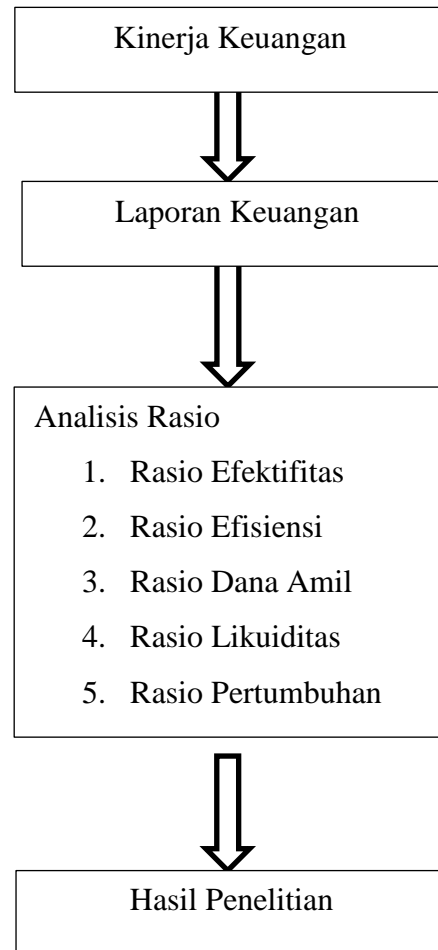 Kinerja Keuangan
Laporan Keuangan
Analisis Rasio
1. Rasio Efektifitas
2. Rasio Efisiensi
3. Rasio Dana Amil
4. Rasio Likuiditas
5. Rasio Pertumbuhan
Hasil Penelitian